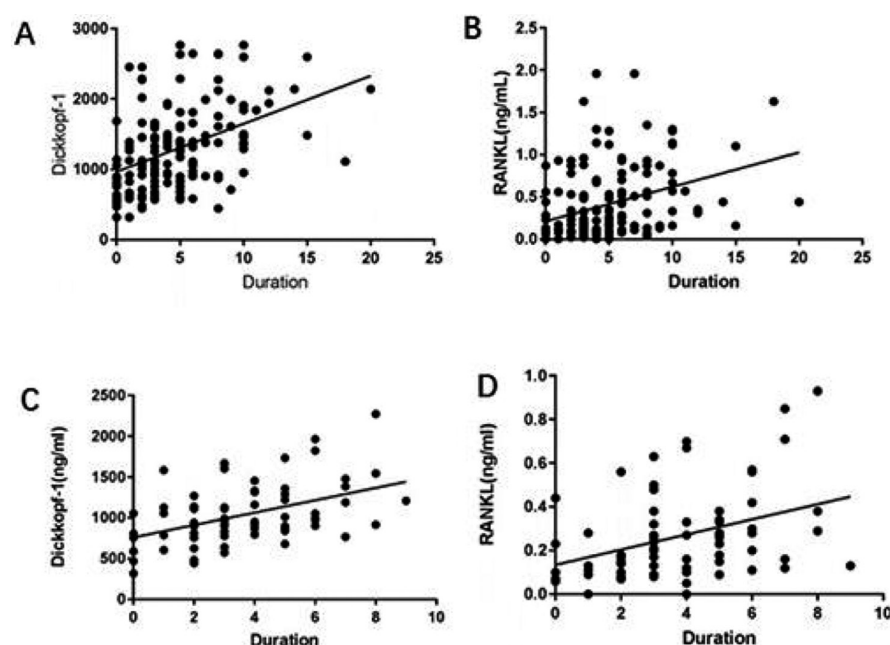 A
Dickkopf-1
3000
2000
1000
0
0 5 10 15 20 25
Duration
B
RANKL(ng/mL)
2.5
2.0
1.5
1.0
0.5
0.0
0 5 10 15 20 25
Duration
C
Dickkopf-1(ng/ml)
2500
2000
1500
1000
500
0
0 2 4 6 8 10
Duration
D
RANKL(ng/ml)
1.0
0.8
0.6
0.4
0.2
0.0
0 2 4 6 8 10
Duration